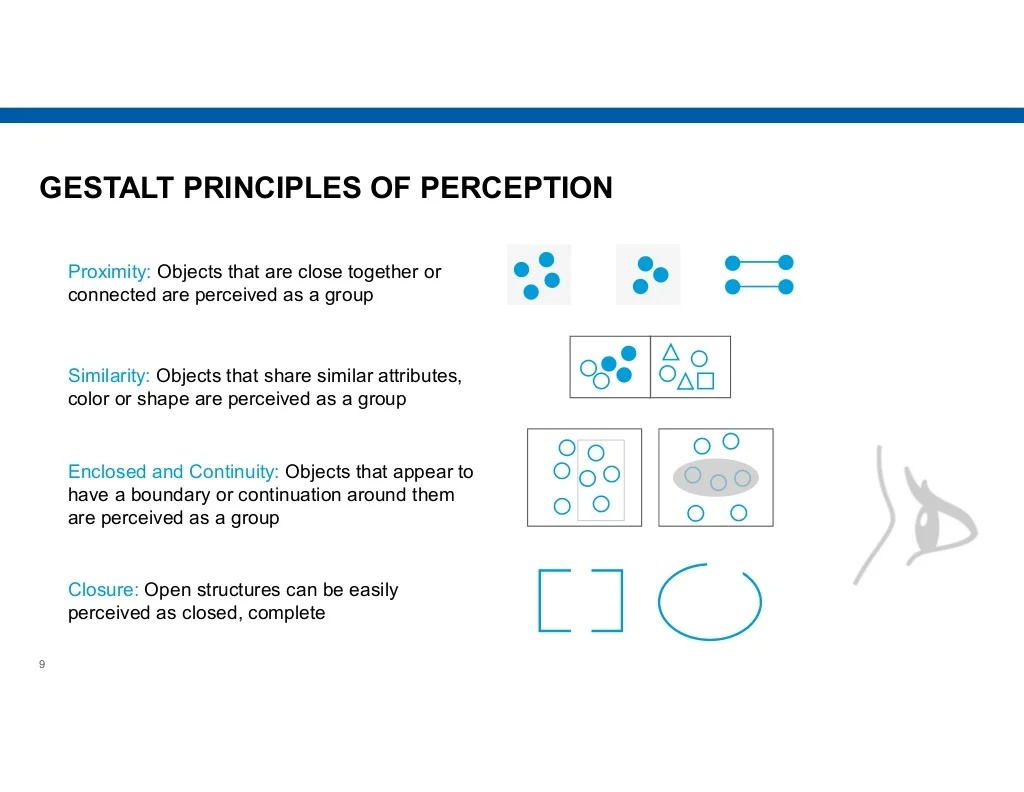 GESTALT PRINCIPLES OF PERCEPTION
Proximity: Objects that are close together or
connected are perceived as a group
Similarity: Objects that share similar attributes,
color or shape are perceived as a group
Enclosed and Continuity: Objects that appear to
have a boundary or continuation around them
are perceived as a group
Closure: Open structures can be easily
perceived as closed, complete
9